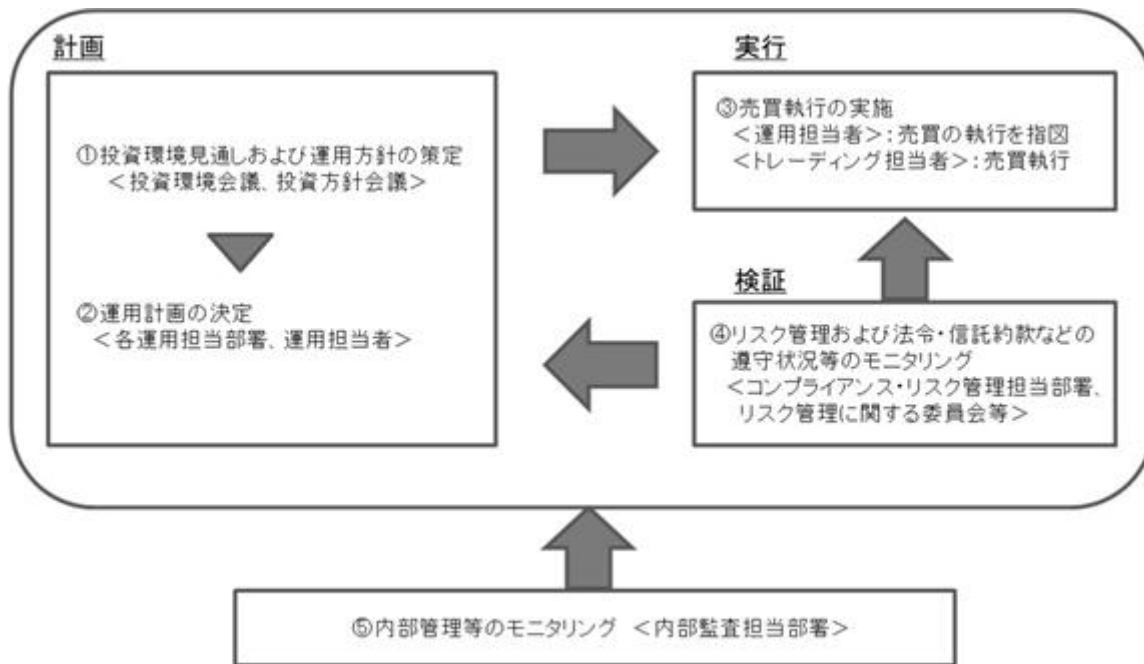 計画
①投資環境見通しおよび運用方針の策定
<投資環境会議、投資方針会議>
②運用計画の決定
<各運用担当部署、運用担当者>
実行
③売買執行の実施
<運用担当者>:売買の執行を指図
<トレーディング担当者>:売買執行
検証
④リスク管理および法令・信託約款などの
遵守状況等のモニタリング
<コンプライアンス・リスク管理担当部署、
リスク管理に関する委員会等>
⑤内部管理等のモニタリング <内部監査担当部署>